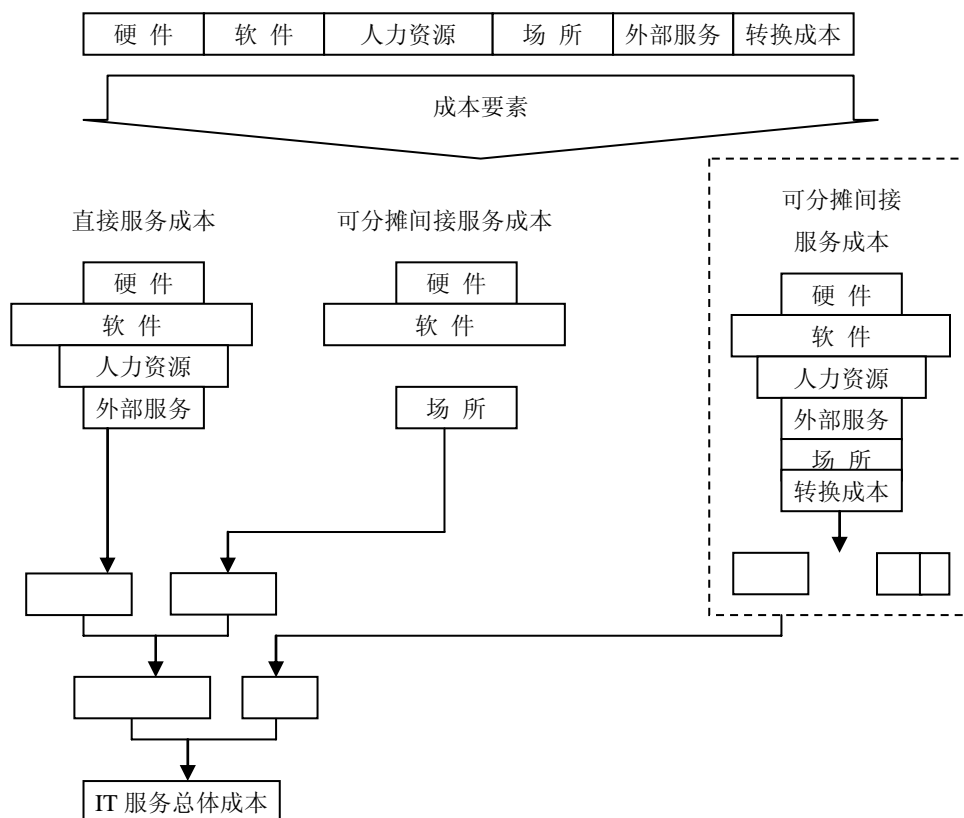 硬 件 软 件 人力资源 场 所 外部服务 转换成本
成本要素
直接服务成本
硬 件
软 件
人力资源
外部服务
可分摊间接服务成本
硬 件
软 件
场 所
可分摊间接
服务成本
硬 件
软 件
人力资源
外部服务
场 所
转换成本
IT 服务总体成本